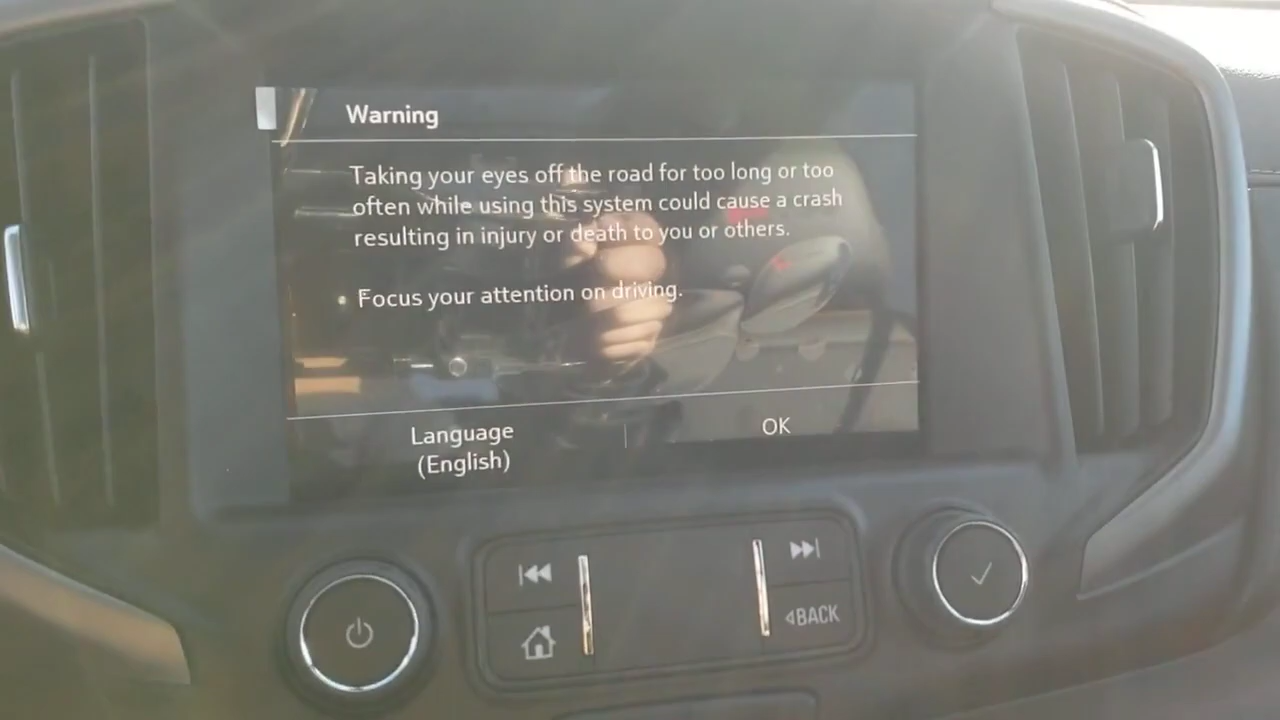 Warning
Taking your eyes off the road for too long or too
often while using this system could cause a crash
resulting in injury or death to you or others.
• Focus your attention on driving.
Language
(English)
OK
BACK